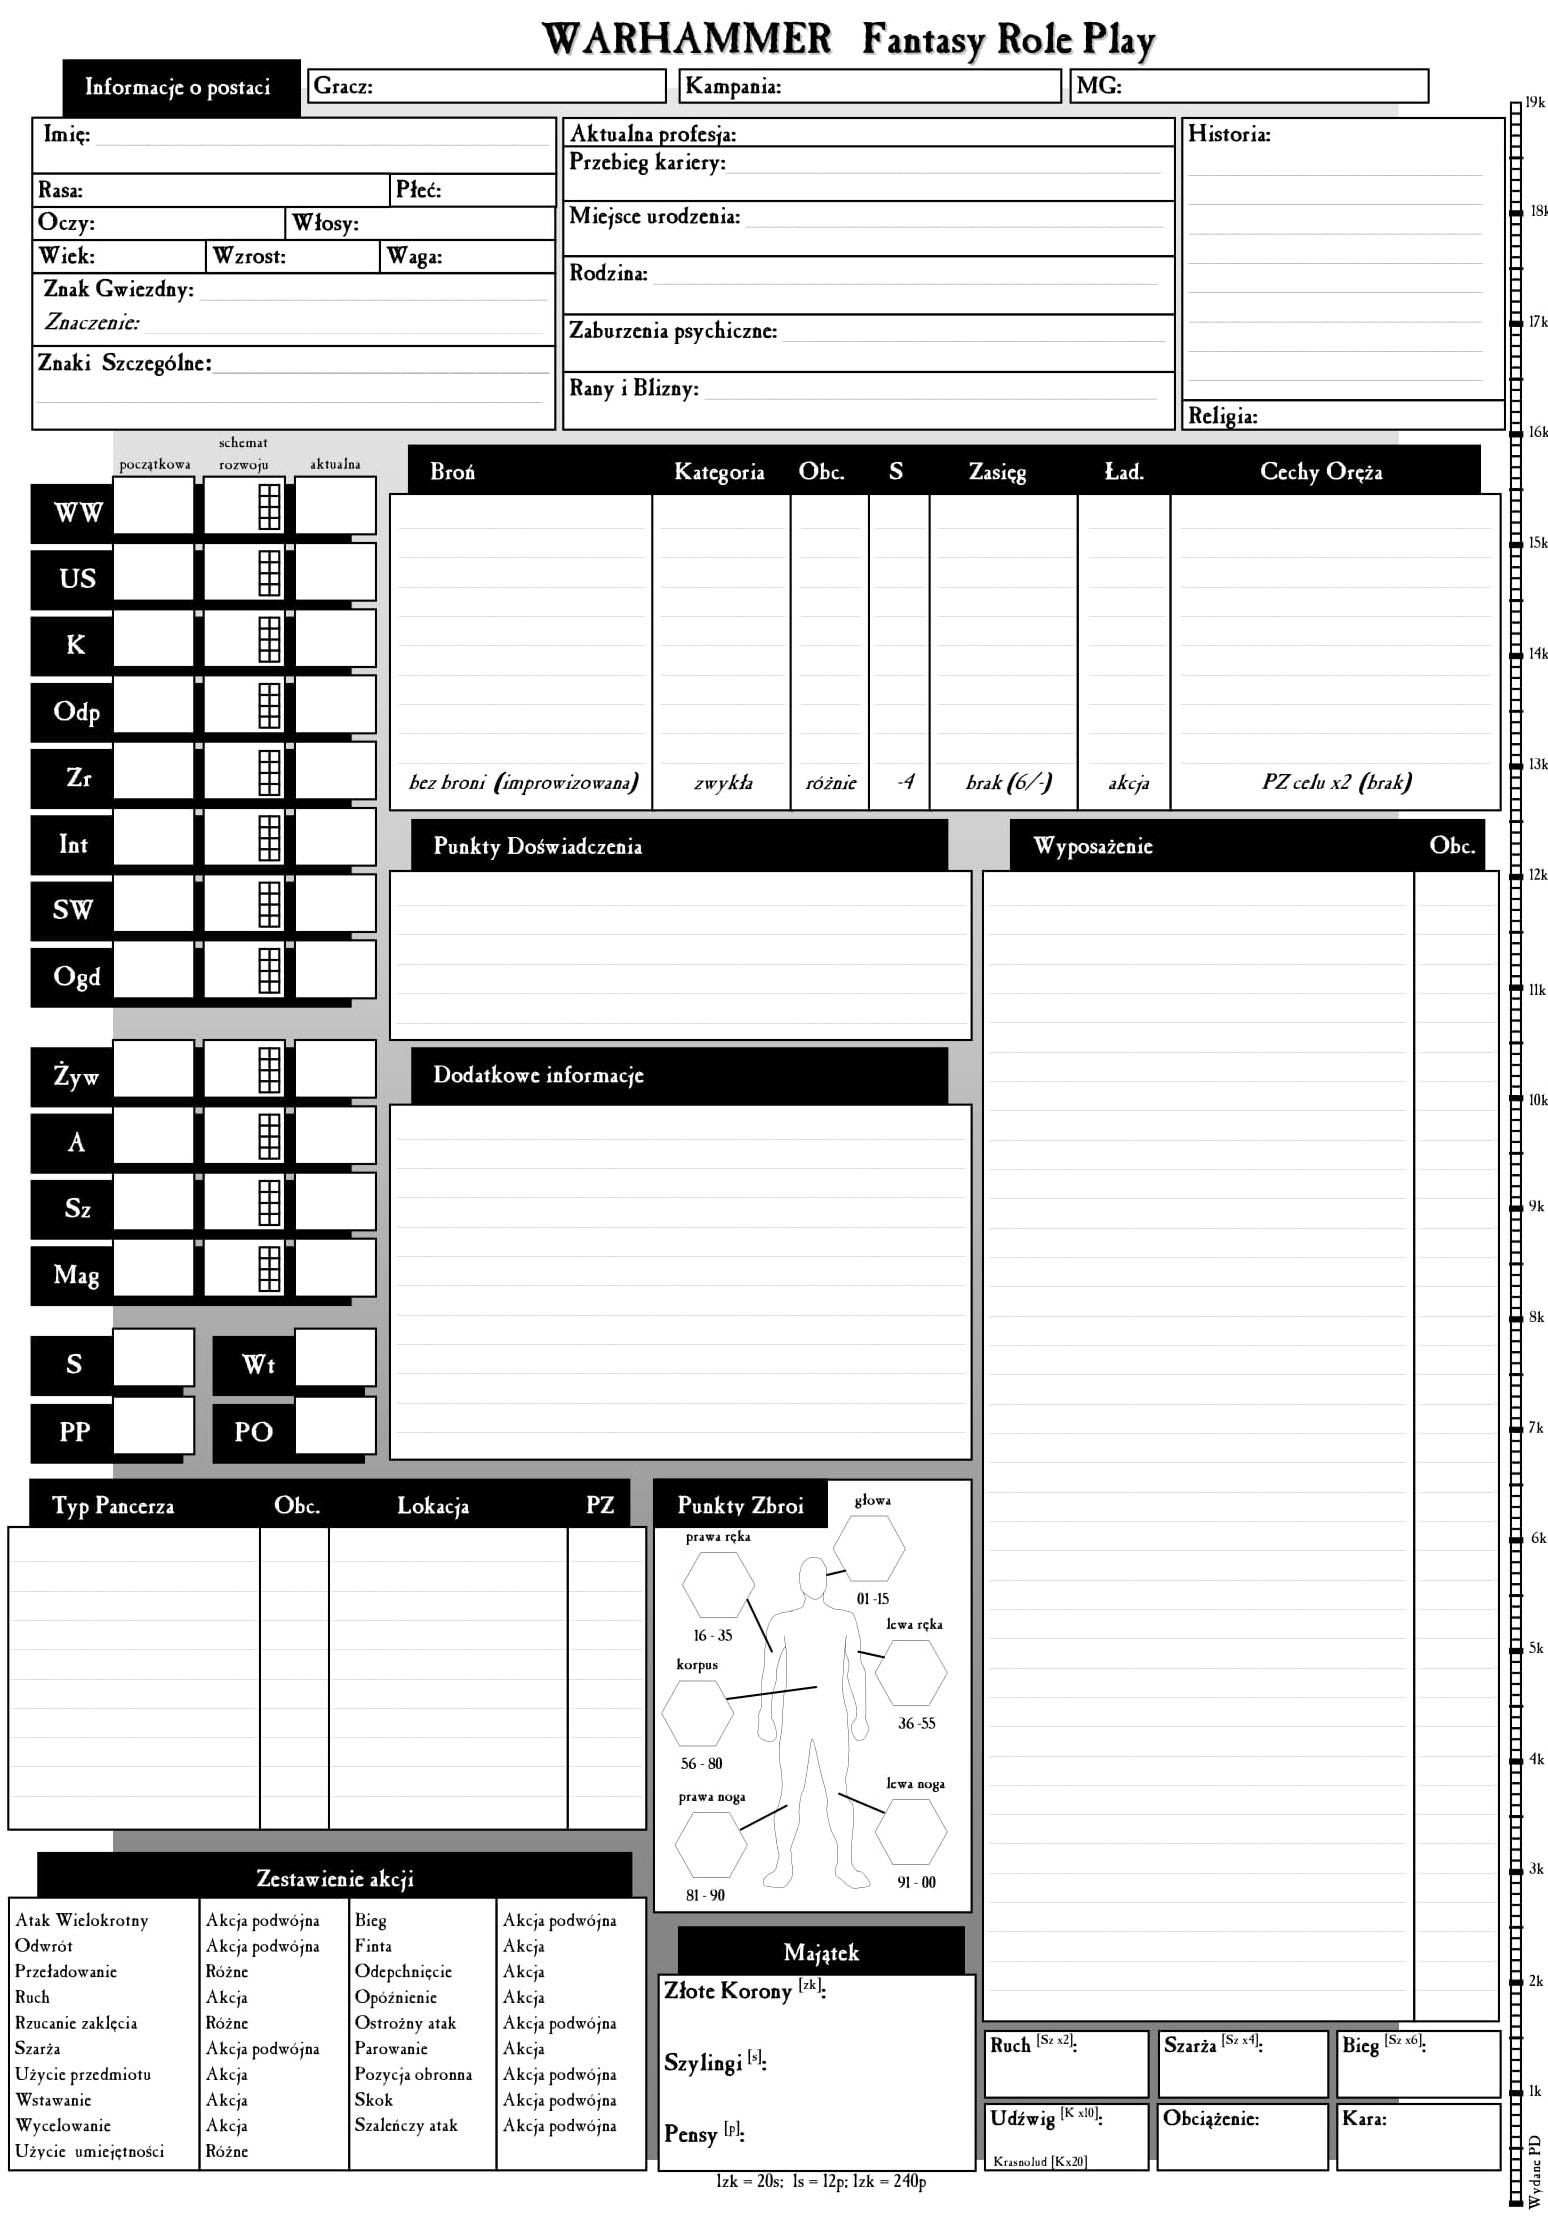 WARHAMMER Fantasy Role Play
Informacje o postaci
Gracz:
Kampania:
MG:
Imię:
Rasa:
Płeć:
Oczy:
Włosy:
Wiek:
Wzrost:
Waga:
Znak Gwiezdny:
Znaczenie:
Znaki Szczególne:
Aktualna profesja:
Przebieg kariery:
Miejsce urodzenia:
Rodzina:
Zaburzenia psychiczne:
Rany i Blizny:
Historia:
Religia:
początkowa
schemat
rozwoju
aktualna
WW
US
K
Odp
Zr
Int
SW
Ogd
Żyw
A
Sz
Mag
S
Wt
PP
PO
Broń Kategoria Obc. S Zasięg Ład. Cechy Oręża
bez broni (improwizowana) zwykła różnie -4 brak (6/-) akcja PZ celu x2 (brak)
Punkty Doświadczenia
Dodatkowe informacje
Wyposażenie Obc.
Typ Pancerza Obc. Lokacja PZ
Punkty Zbroi
głowa
01 -15
prawa ręka
16 - 35
lewa ręka
36 -55
korpus
56 - 80
prawa noga
81 - 90
lewa noga
91 - 00
Zestawienie akcji
Atak Wielokrotny Akcja podwójna Bieg Akcja podwójna
Odwrót Akcja podwójna Finta Akcja
Przeładowanie Różne Odepchnięcie Akcja
Ruch Akcja Opóźnienie Akcja
Rzucanie zaklęcia Różne Ostrożny atak Akcja podwójna
Szarża Akcja podwójna Parowanie Akcja
Użycie przedmiotu Akcja Pozycja obronna Akcja podwójna
Wstawanie Akcja Skok Akcja podwójna
Wycelowanie Akcja Szaleńczy atak Akcja podwójna
Użycie umiejętności Różne
Majątek
Złote Korony [zk]:
Szylingi [s]:
Pensy [p]:
1zk = 20s; 1s = 12p; 1zk = 240p
Ruch [Sz x2]:
Szarża [Sz x4]:
Bieg [Sz x6]:
Udźwig [K x10]:
Krasnolud [Kx20]
Obciążenie:
Kara:
19k
18k
17k
16k
15k
14k
13k
12k
11k
10k
9k
8k
7k
6k
5k
4k
3k
2k
1k
Wydane PD